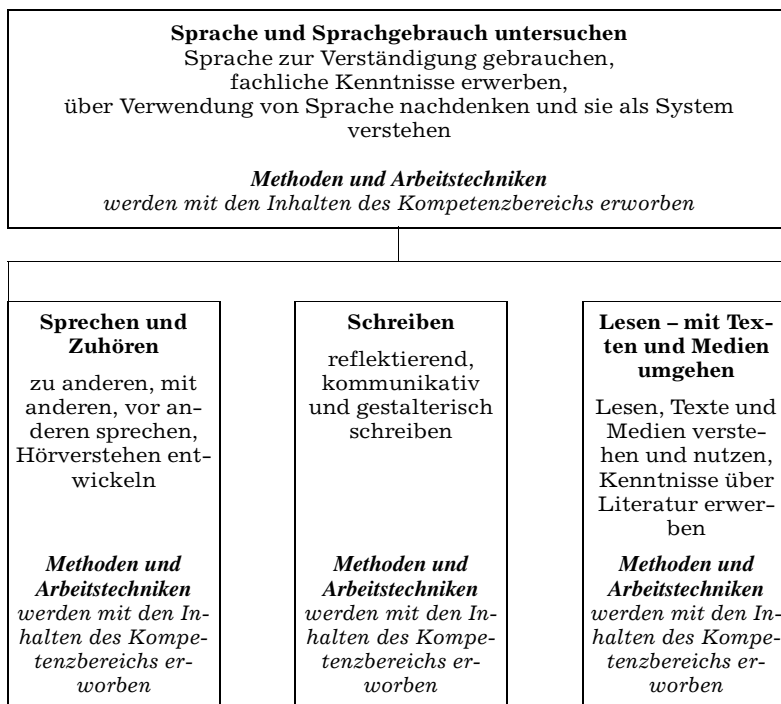 Sprache und Sprachgebrauch untersuchen
Sprache zur Verständigung gebrauchen,
fachliche Kenntnisse erwerben,
über Verwendung von Sprache nachdenken und sie als System
verstehen
Methoden und Arbeitstechniken
werden mit den Inhalten des Kompetenzbereichs erworben
Sprechen und
Zuhören
zu anderen, mit
anderen, vor an-
deren sprechen,
Hörverstehen ent-
wickeln
Methoden und
Arbeitstechniken
werden mit den In-
halten des Kompe-
tenzbereichs er-
worben
Schreiben
reflektierend,
kommunikativ
und gestalterisch
schreiben
Methoden und
Arbeitstechniken
werden mit den In-
halten des Kompe-
tenzbereichs er-
worben
Lesen – mit Tex-
ten und Medien
umgehen
Lesen, Texte und
Medien verste-
hen und nutzen,
Kenntnisse über
Literatur erwer-
ben
Methoden und
Arbeitstechniken
werden mit den In-
halten des Kompe-
tenzbereichs er-
worben